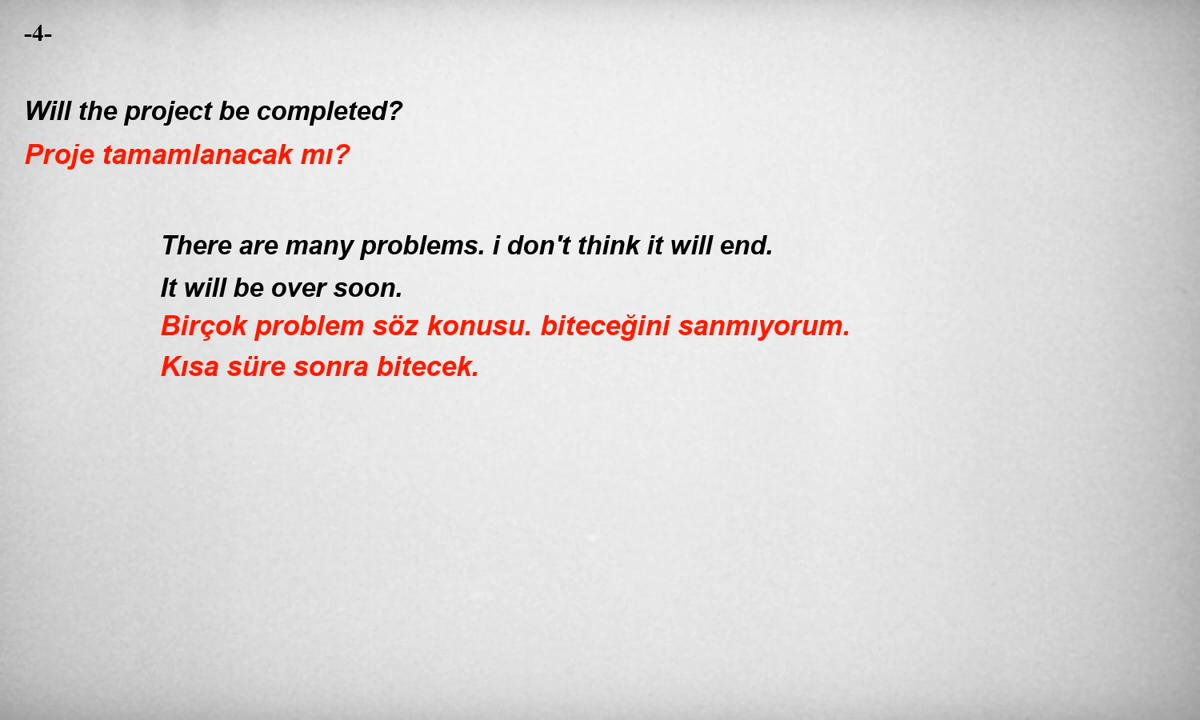 -4-
Will the project be completed?
Proje tamamlanacak mı?
There are many problems. i don't think it will end.
It will be over soon.
Birçok problem söz konusu. biteceğini sanmıyorum.
Kısa süre sonra bitecek.